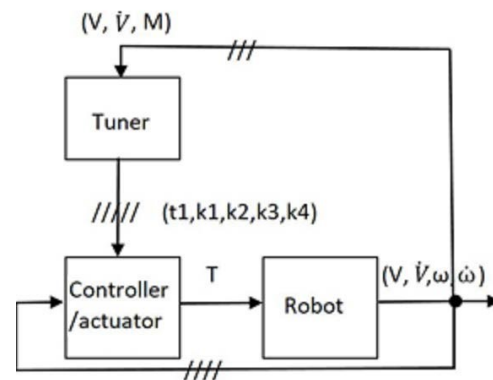 (V, V̇, M)
Tuner
(t1,k1,k2,k3,k4)
Controller
/actuator
T
Robot
(V, V̇,ω, ω̇)